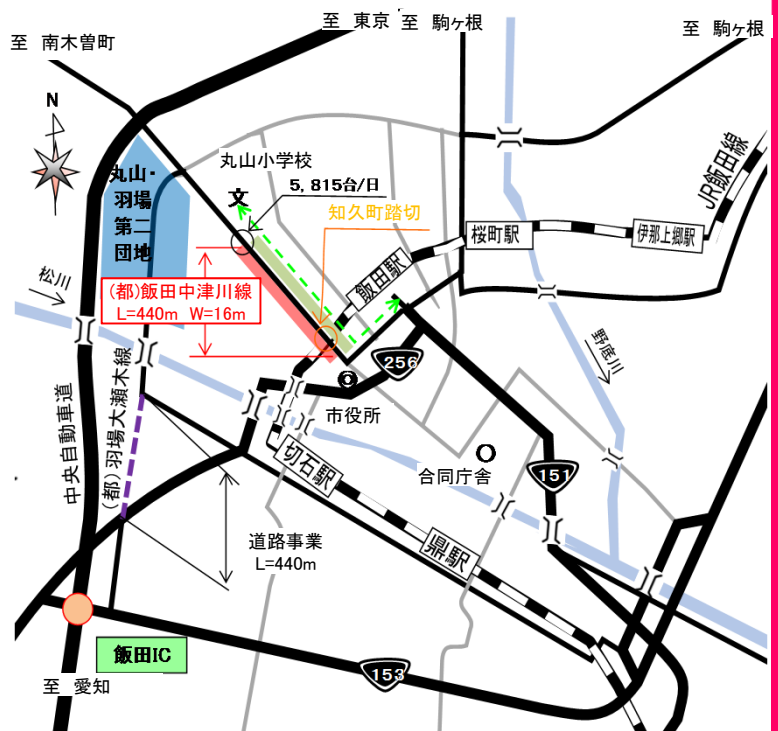 至 東京
至 駒ヶ根
至 駒ヶ根
至 南木曽町
N
JR飯田線
丸山小学校
丸山・
羽場
第二
団地
文
5,815台/日
知久町踏切
桜町駅
伊那上郷駅
飯田駅
松川
(都)飯田中津川線
L=440m W=16m
野底川
256
市役所
中央自動車道
(都)羽場大瀬木線
切石駅
合同庁舎
151
道路事業
L=440m
鼎駅
飯田IC
153
至 愛知